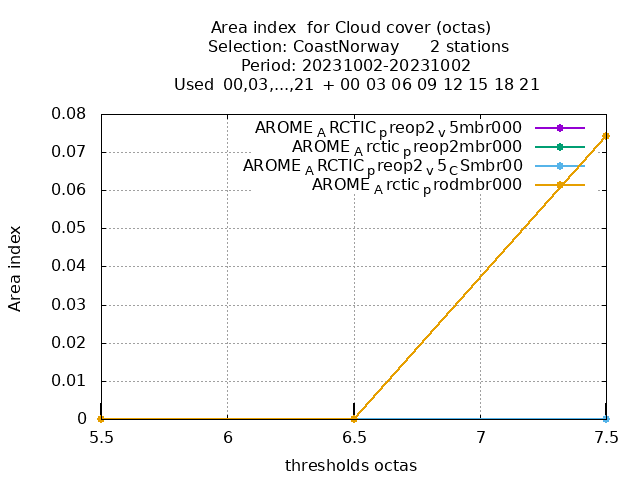 Area index  for Cloud cover (octas)
Selection: CoastNorway      2 stations
Period: 20231002-20231002
Used  00,03,...,21  + 00 03 06 09 12 15 18 21
0.08
0.07
0.06
0.05
0.04
0.03
0.02
0.01
0
Area index
AROME_ARCTIC_preop2_v5mbr000
AROME_Arctic_preop2mbr000
AROME_ARCTIC_preop2_v5_CSmbr00
AROME_Arctic_prodmbr000
5.5 6 6.5 7 7.5
thresholds octas